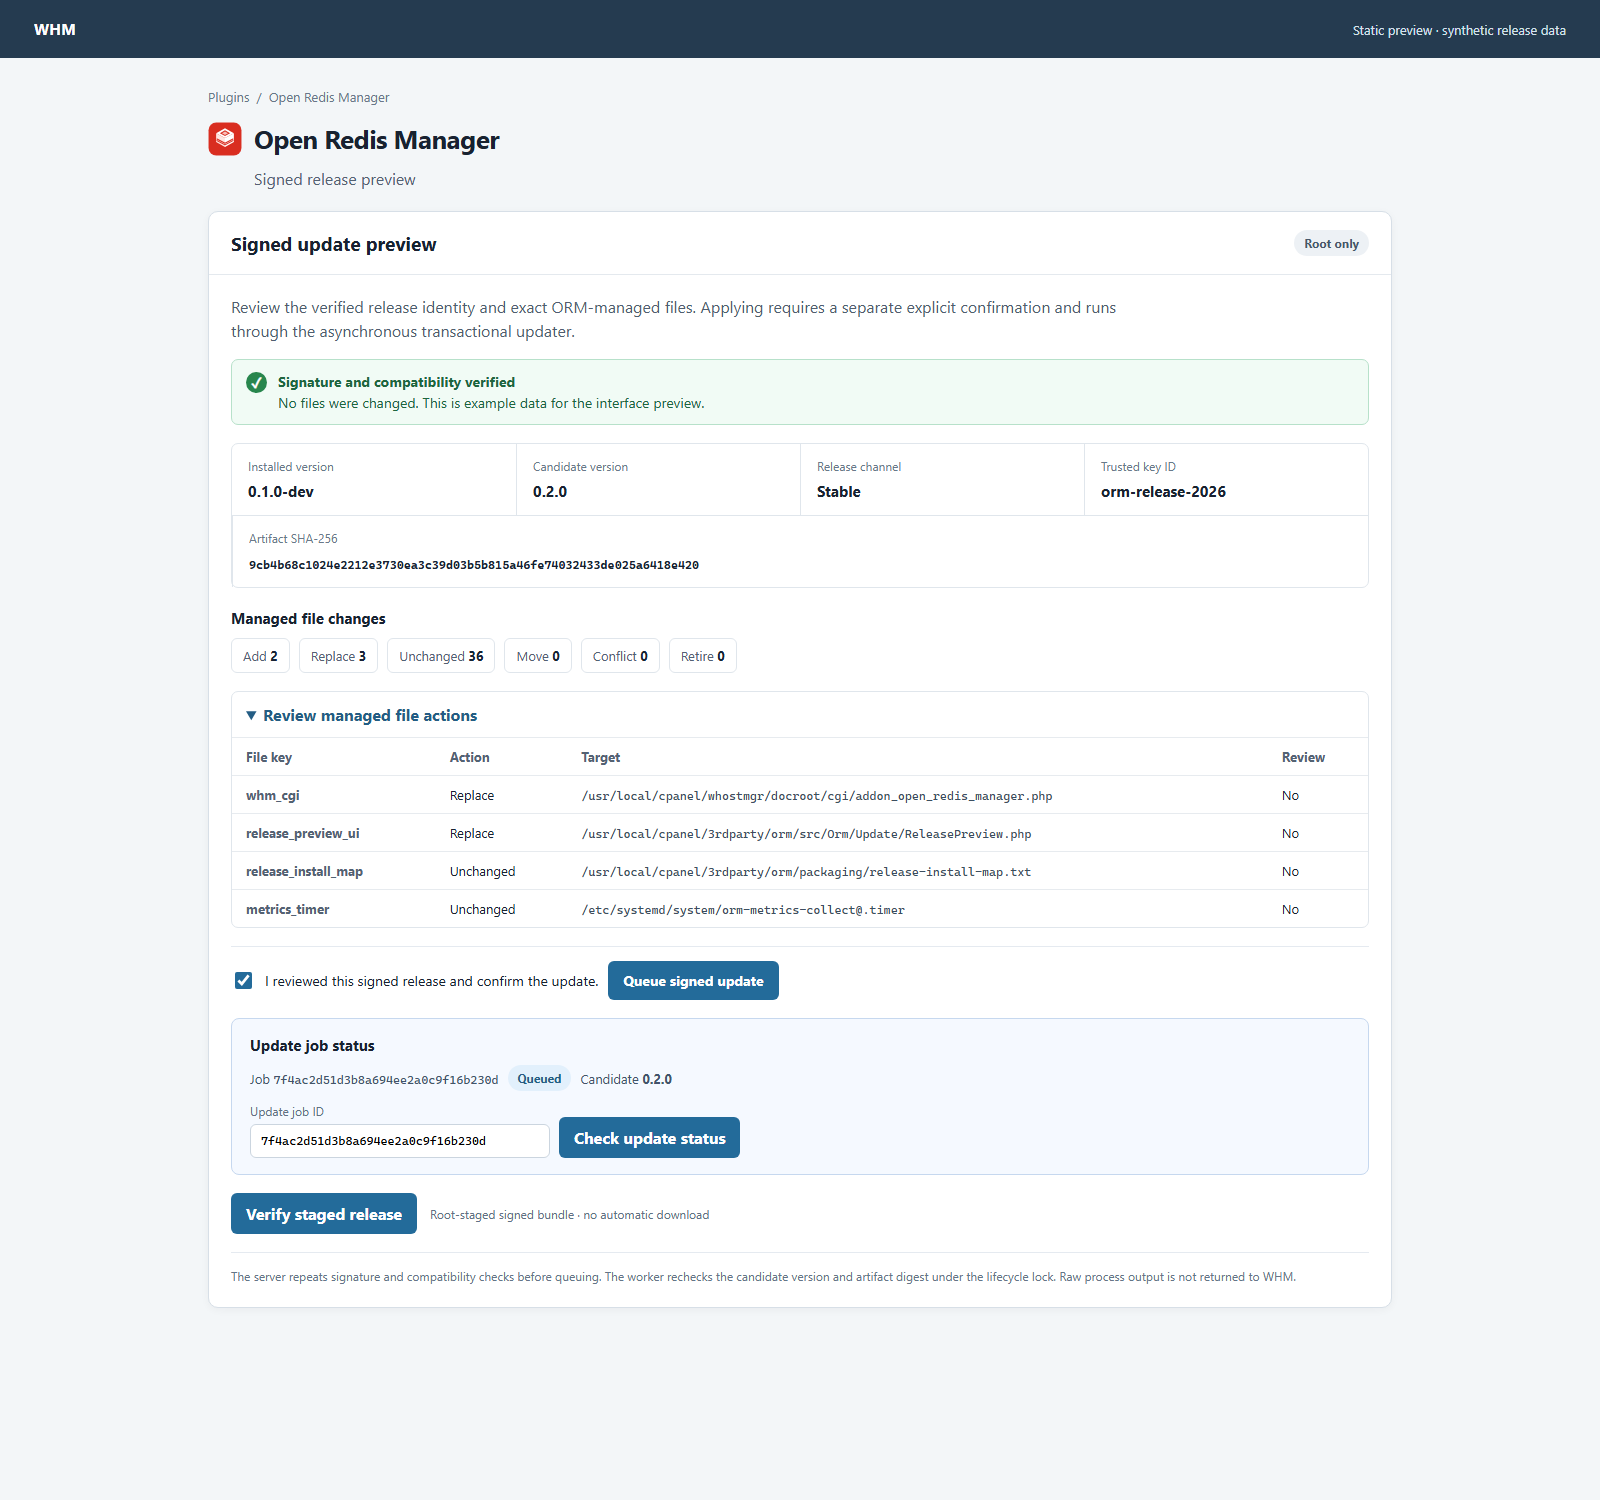 WHM
Static preview · synthetic release data
Plugins / Open Redis Manager
Open Redis Manager
Signed release preview
Signed update preview
Root only
Review the verified release identity and exact ORM-managed files. Applying requires a separate explicit confirmation and runs
through the asynchronous transactional updater.
Signature and compatibility verified
No files were changed. This is example data for the interface preview.
Installed version
0.1.0-dev
Candidate version
0.2.0
Release channel
Stable
Trusted key ID
orm-release-2026
Artifact SHA-256
9cb4b68c1024e2212e3730ea3c39d03b5b815a46fe74032433de025a6418e420
Managed file changes
Add 2
Replace 3
Unchanged 36
Move 0
Conflict 0
Retire 0
Review managed file actions
File key Action Target Review
whm_cgi Replace /usr/local/cpanel/whostmgr/docroot/cgi/addon_open_redis_manager.php No
release_preview_ui Replace /usr/local/cpanel/3rdparty/orm/src/Orm/Update/ReleasePreview.php No
release_install_map Unchanged /usr/local/cpanel/3rdparty/orm/packaging/release-install-map.txt No
metrics_timer Unchanged /etc/systemd/system/orm-metrics-collect@.timer No
I reviewed this signed release and confirm the update.
Queue signed update
Update job status
Job 7f4ac2d51d3b8a694ee2a0c9f16b230d Queued Candidate 0.2.0
Update job ID
7f4ac2d51d3b8a694ee2a0c9f16b230d
Check update status
Verify staged release
Root-staged signed bundle · no automatic download
The server repeats signature and compatibility checks before queuing. The worker rechecks the candidate version and artifact digest under the lifecycle lock. Raw process output is not returned to WHM.